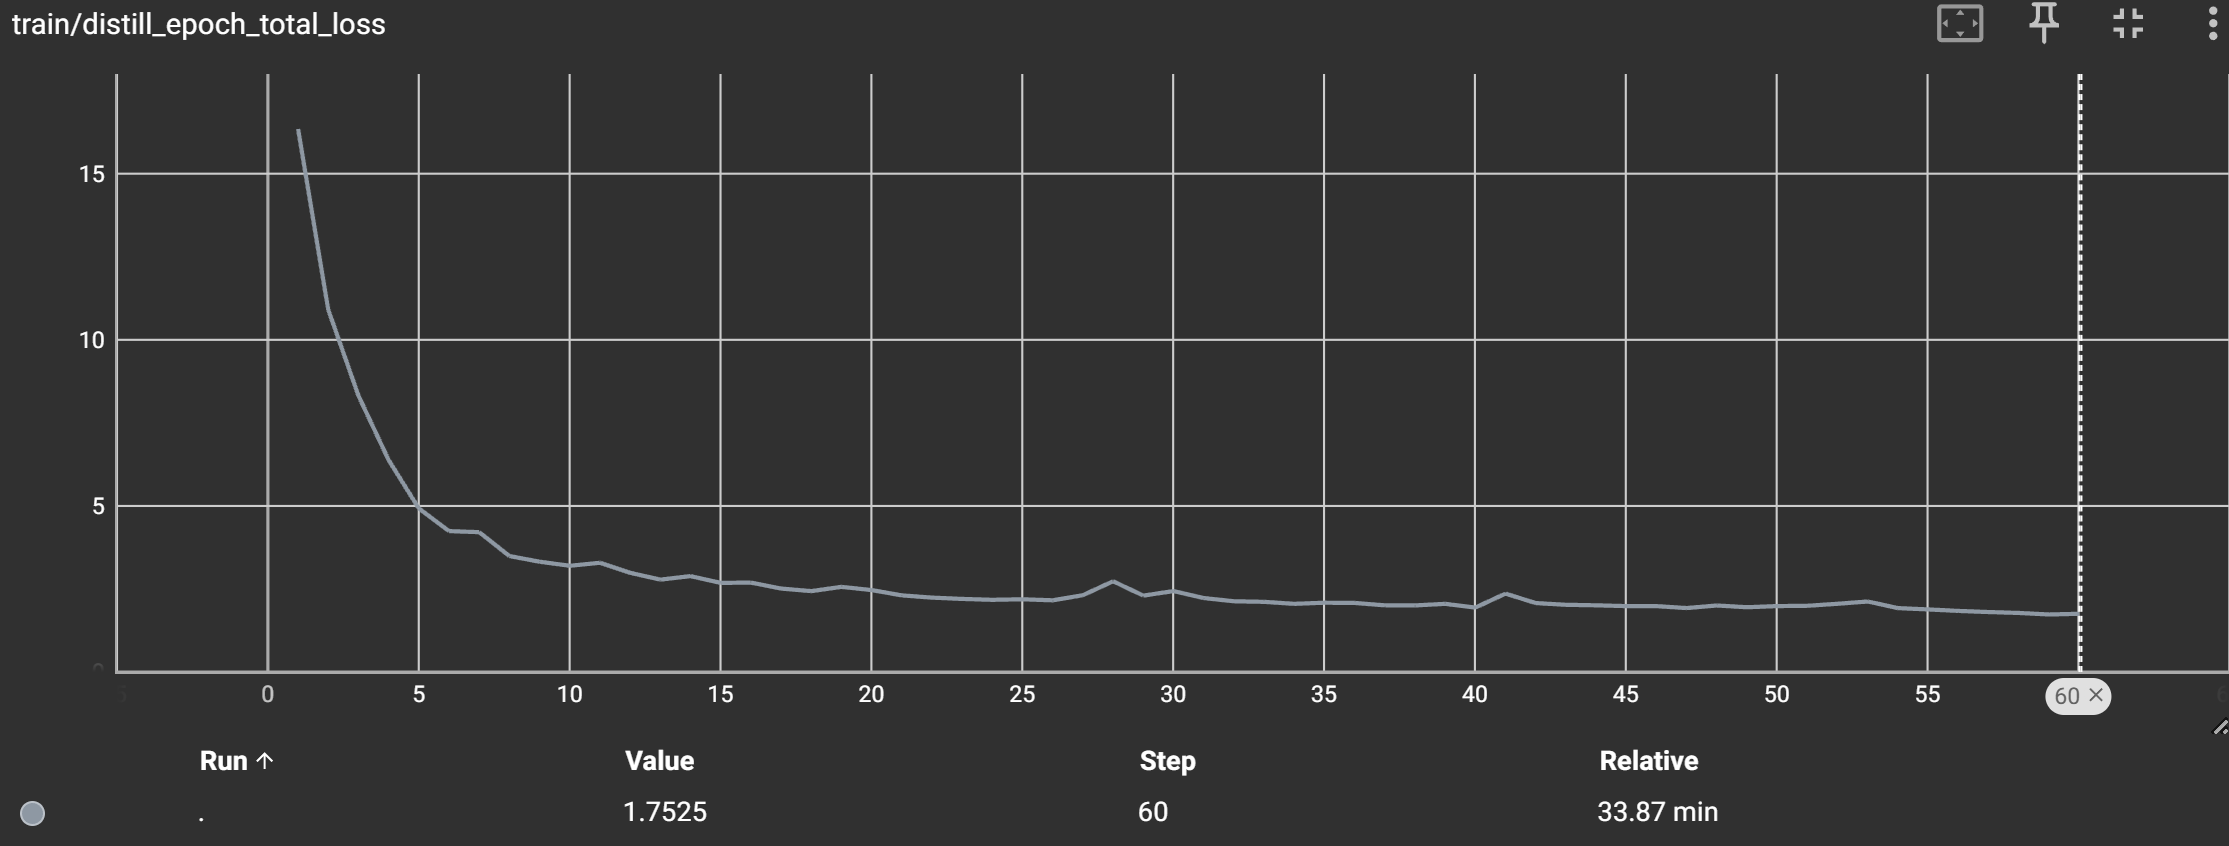 train/distill_epoch_total_loss
15
10
5
0
0 5 10 15 20 25 30 35 40 45 50 55 60 ×
Run ↑ Value Step Relative
. 1.7525 60 33.87 min